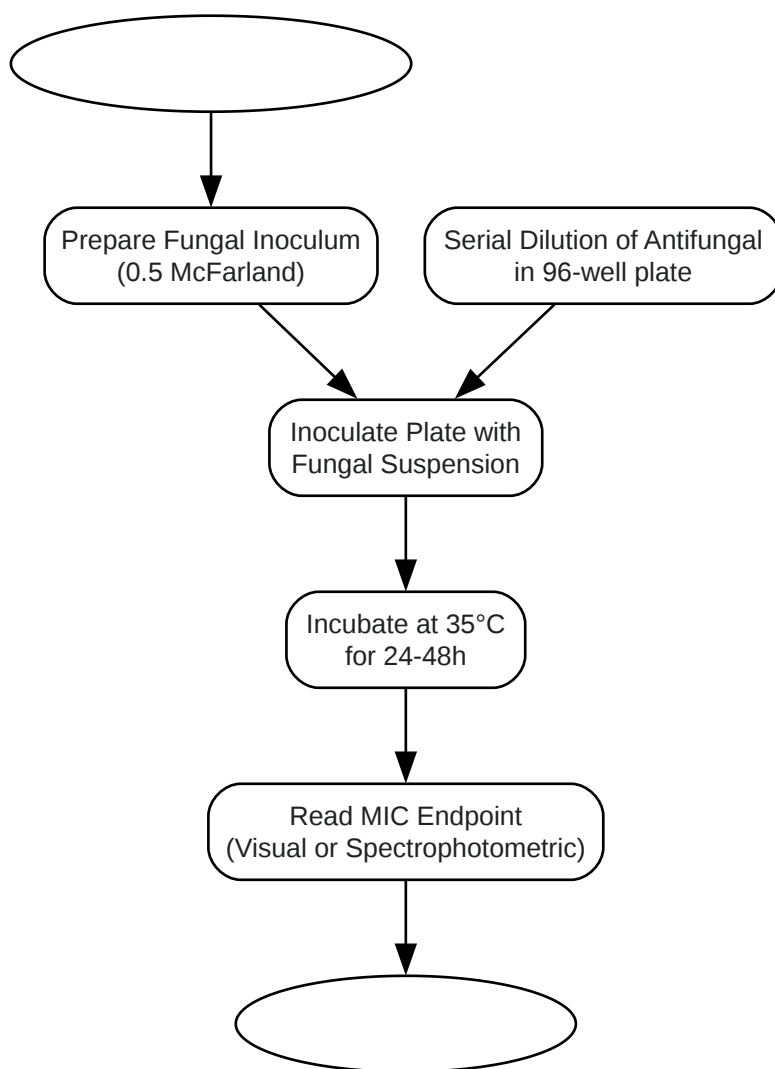 Prepare Fungal Inoculum
(0.5 McFarland)
Serial Dilution of Antifungal
in 96-well plate
Inoculate Plate with
Fungal Suspension
Incubate at 35°C
for 24-48h
Read MIC Endpoint
(Visual or Spectrophotometric)